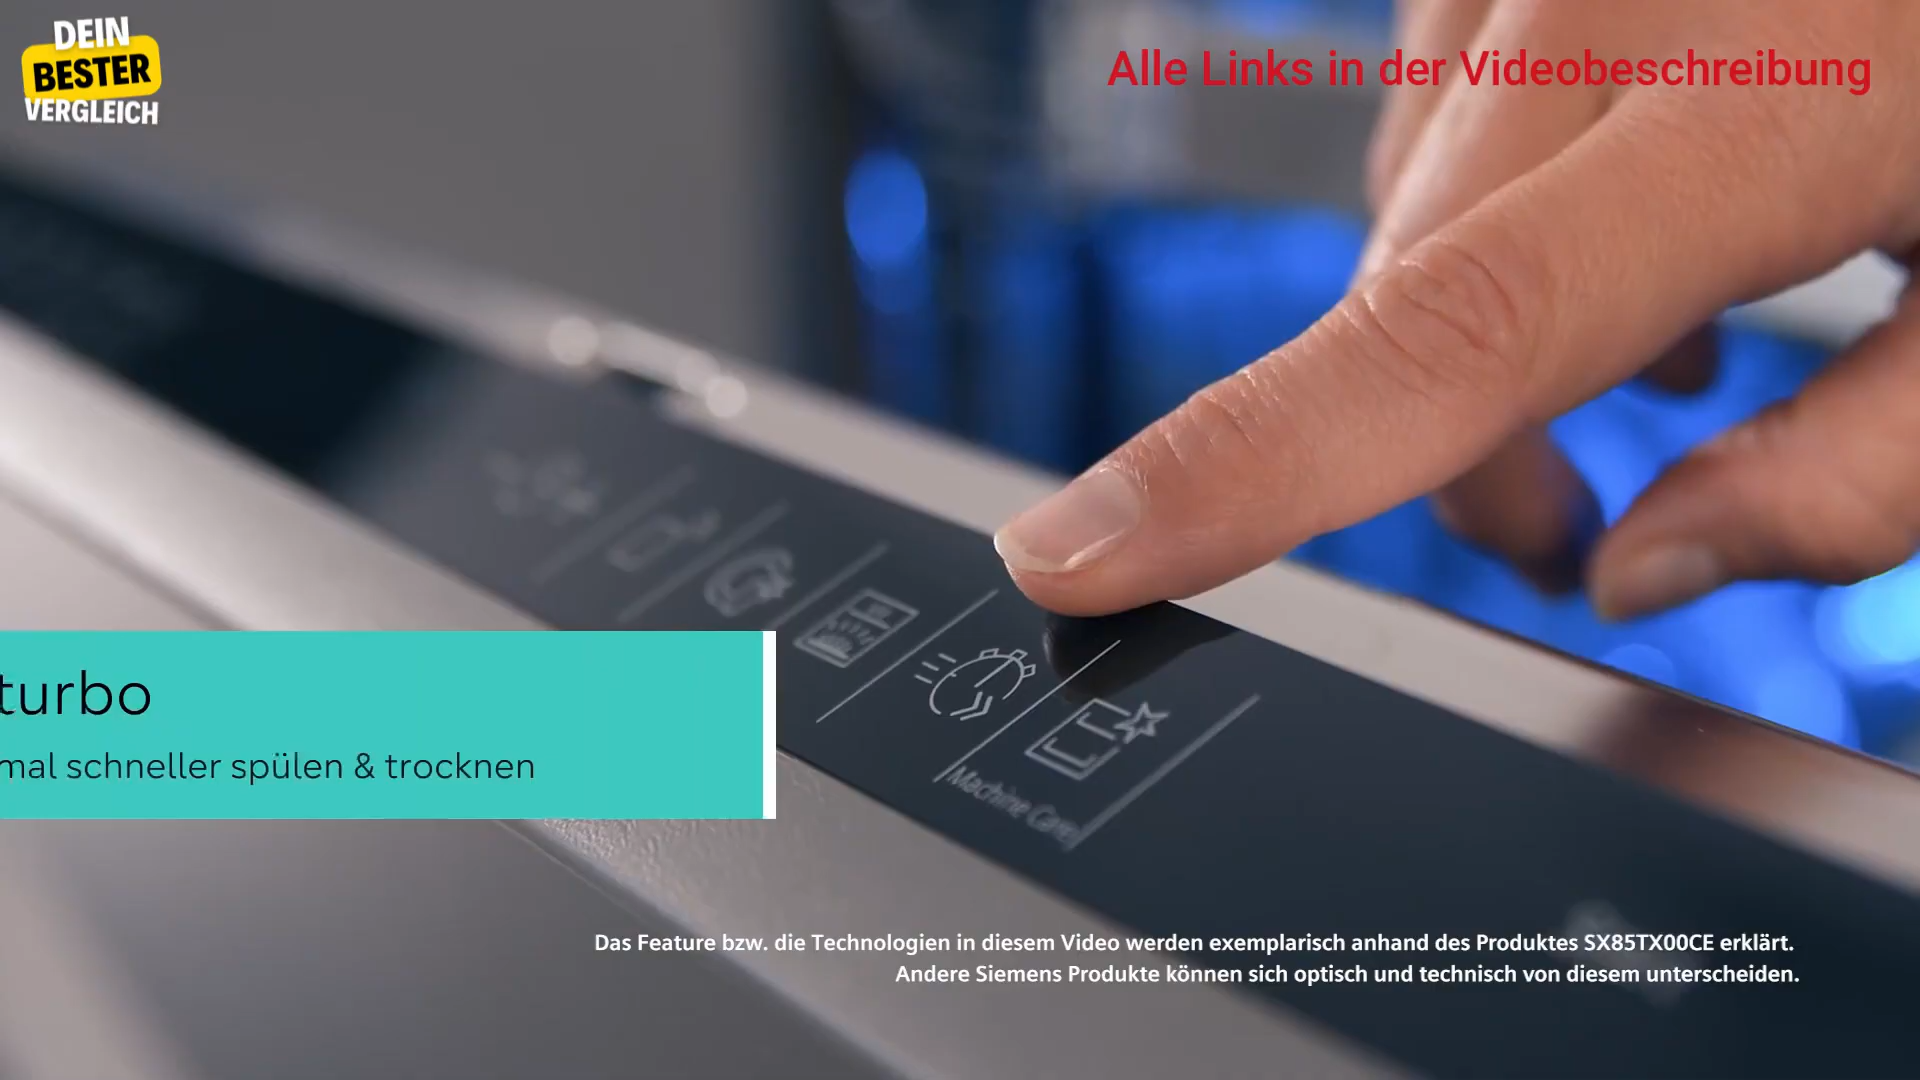 DEIN
BESTER
VERGLEICH
Alle Links in der Videobeschreibung
turbo
mal schneller spülen & trocknen
Machine Care
Das Feature bzw. die Technologien in diesem Video werden exemplarisch anhand des Produktes SX85TX00CE erklärt.
Andere Siemens Produkte können sich optisch und technisch von diesem unterscheiden.